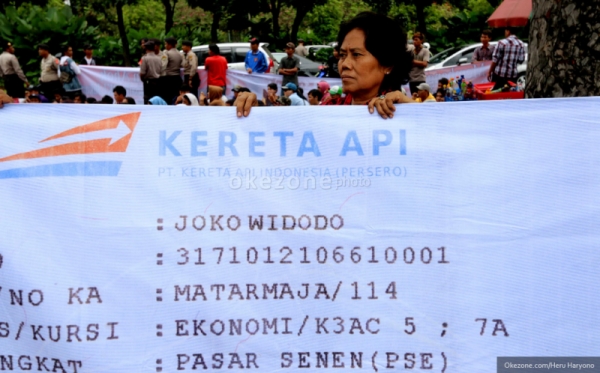 KERETA API
PT. KERETA API INDONESIA (PERSERO)
okezone photo
: JOKO WIDODO
: 3171012106610001
/NO KA : MATARMAJA/114
S/KURSI : EKONOMI/K3AC 5 ; 7A
NGKAT : PASAR SENEN(PSE)
Okezone.com/Heru Haryono